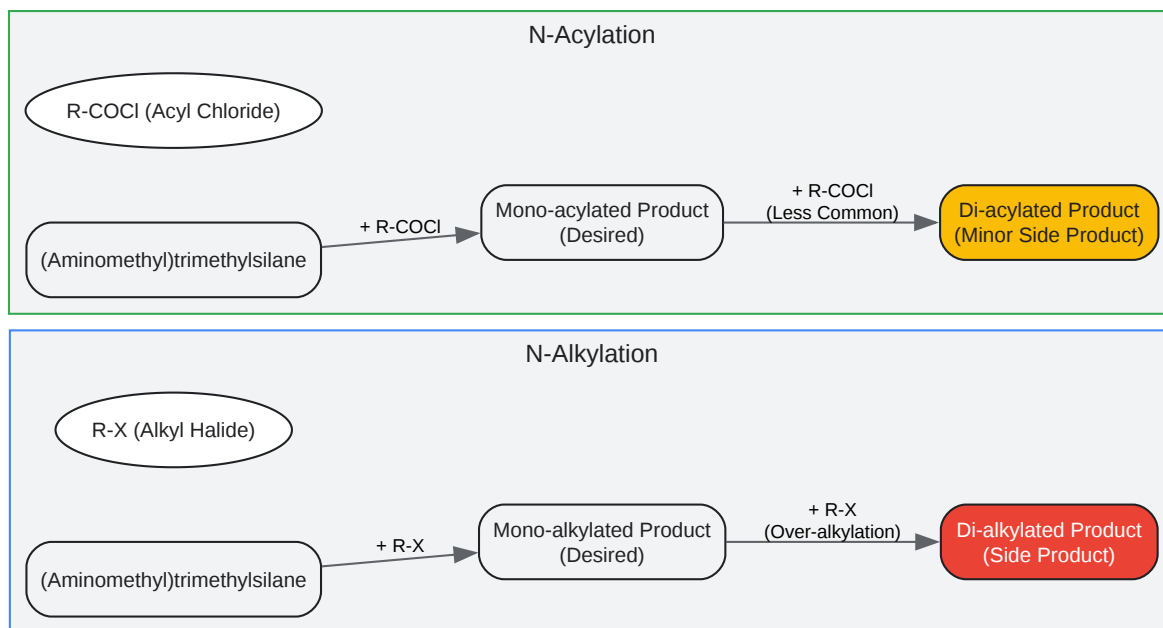 N-Acylation
R-COCl (Acyl Chloride)
(Aminomethyl)trimethylsilane
+ R-COCl
Mono-acylated Product
(Desired)
+ R-COCl
(Less Common)
Di-acylated Product
(Minor Side Product)
N-Alkylation
R-X (Alkyl Halide)
(Aminomethyl)trimethylsilane
+ R-X
Mono-alkylated Product
(Desired)
+ R-X
(Over-alkylation)
Di-alkylated Product
(Side Product)